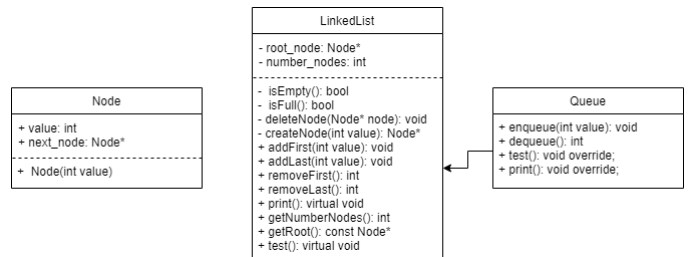 Node
+ value: int
+ next_node: Node*
+ Node(int value)
LinkedList
- root_node: Node*
- number_nodes: int
- isEmpty(): bool
- isFull(): bool
- deleteNode(Node* node): void
- createNode(int value): Node*
+ addFirst(int value): void
+ addLast(int value): void
+ removeFirst(): int
+ removeLast(): int
+ print(): virtual void
+ getNumberNodes(): int
+ getRoot(): const Node*
+ test(): virtual void
Queue
+ enqueue(int value): void
+ dequeue(): int
+ test(): void override;
+ print(): void override;